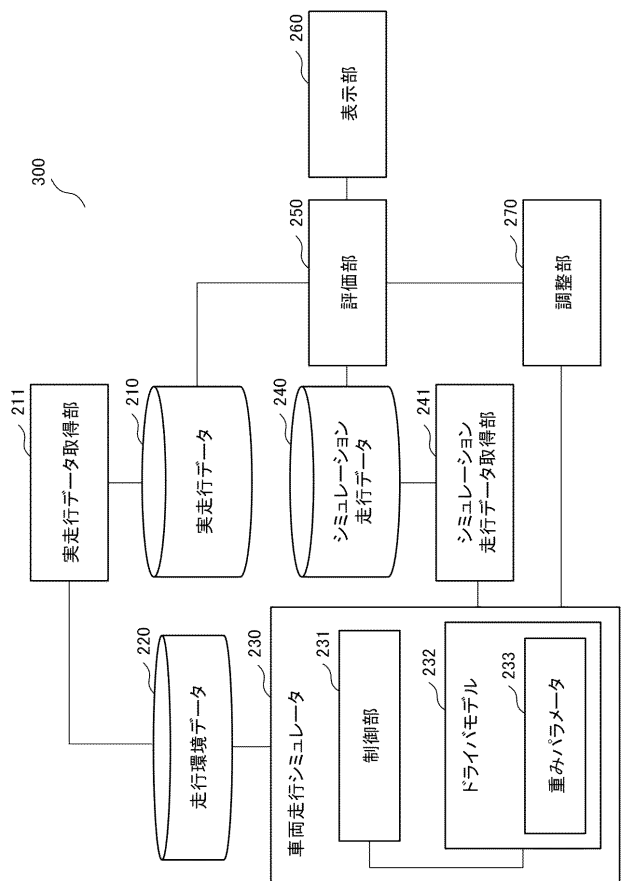 300
211
実走行データ取得部
210
実走行データ
220
走行環境データ
230
車両走行シミュレータ
231
制御部
232
ドライバモデル
233
重みパラメータ
240
シミュレーション
走行データ
241
シミュレーション
走行データ取得部
250
評価部
260
表示部
270
調整部